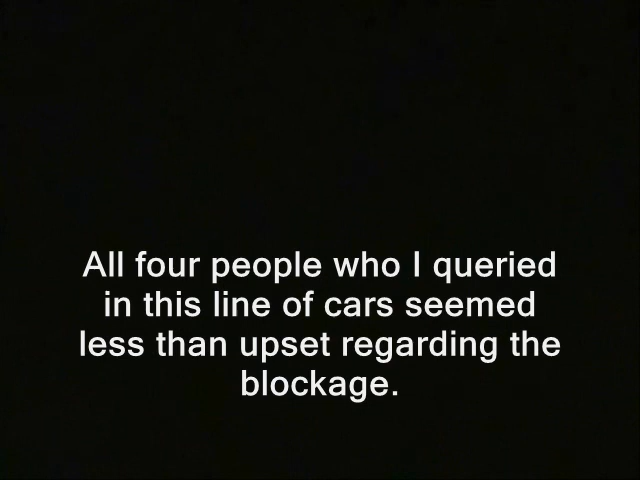 All four people who I queried
in this line of cars seemed
less than upset regarding the
blockage.